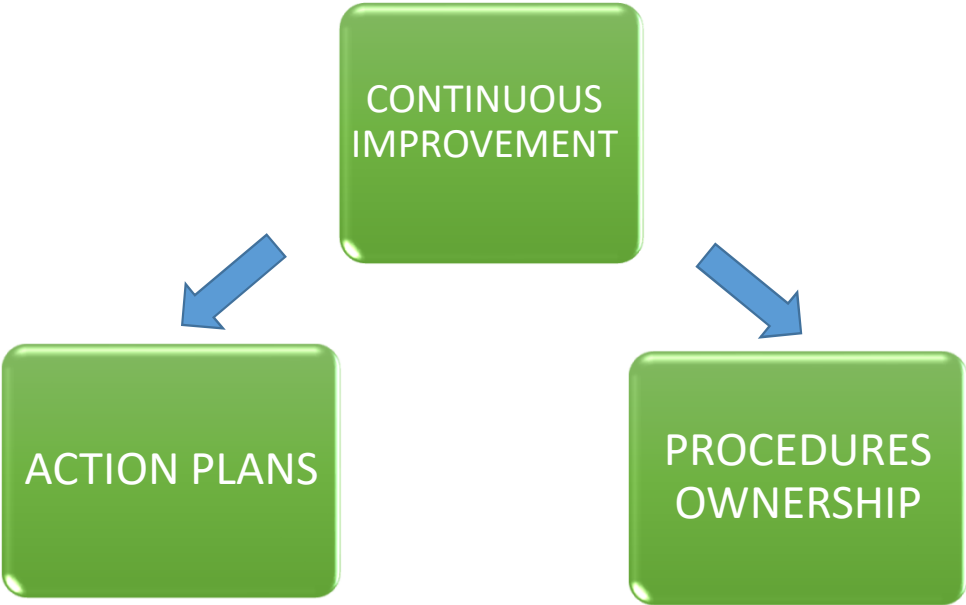 CONTINUOUS
IMPROVEMENT
ACTION PLANS
PROCEDURES
OWNERSHIP